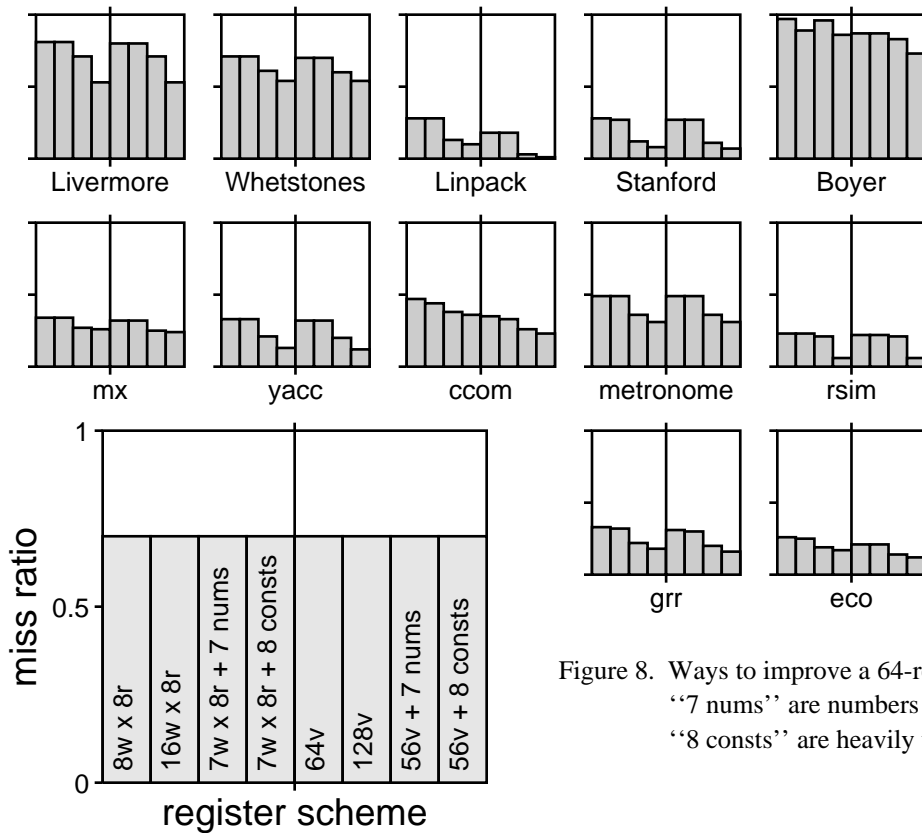 Livermore
Whetstones
Linpack
Stanford
Boyer
mx
yacc
ccom
metronome
rsim
1
0.5
0
miss ratio
8w x 8r
16w x 8r
7w x 8r + 7 nums
7w x 8r + 8 consts
64v
128v
56v + 7 nums
56v + 8 consts
register scheme
grr
eco
Figure 8. Ways to improve a 64-r
‘‘7 nums’’ are numbers
‘‘8 consts’’ are heavily